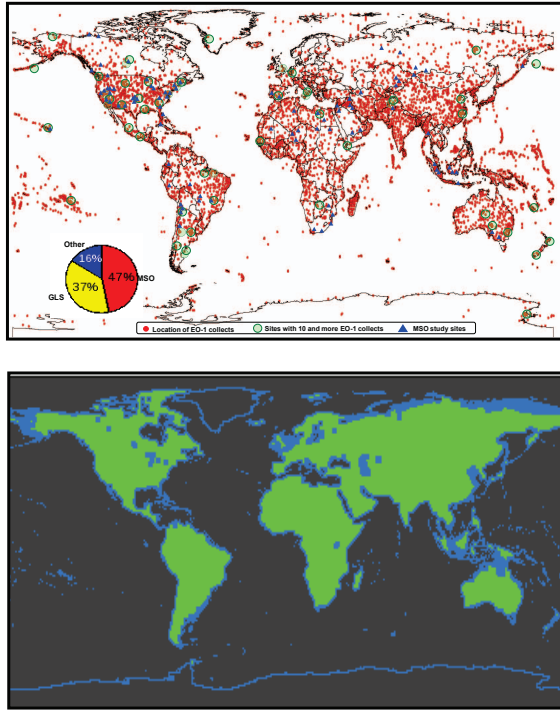 Other
16%
47%
MSO
37%
GLS
Location of EO-1 collects
Sites with 10 and more EO-1 collects
MSO study sites